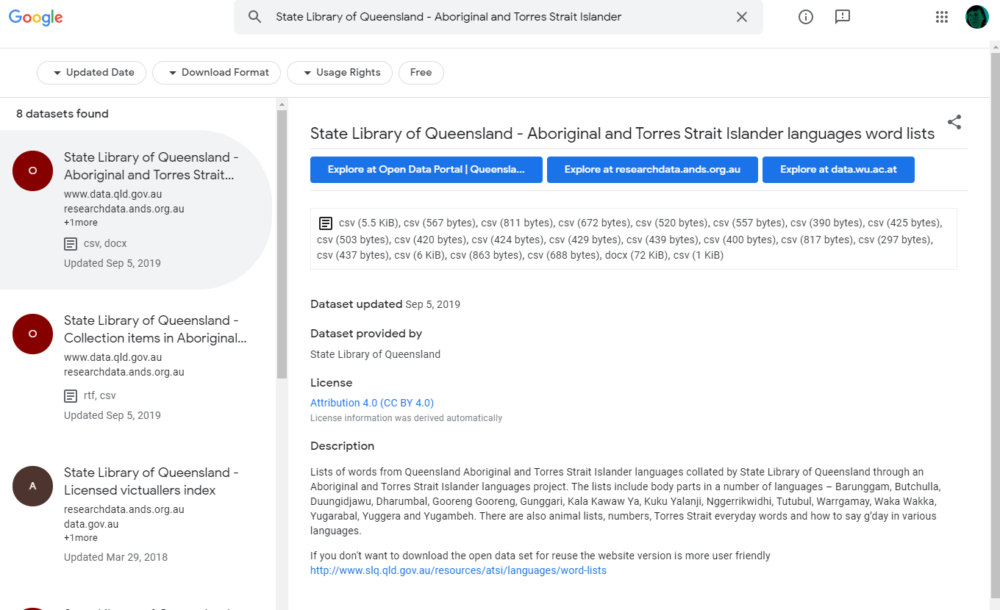 Google
State Library of Queensland - Aboriginal and Torres Strait Islander
Updated Date
Download Format
Usage Rights
Free
8 datasets found
O
State Library of Queensland -
Aboriginal and Torres Strait...
www.data.qld.gov.au
researchdata.ands.org.au
+1more
csv, docx
Updated Sep 5, 2019
O
State Library of Queensland -
Collection items in Aboriginal...
www.data.qld.gov.au
researchdata.ands.org.au
rtf, csv
Updated Sep 5, 2019
A
State Library of Queensland -
Licensed victuallers index
researchdata.ands.org.au
data.gov.au
+1more
Updated Mar 29, 2018
State Library of Queensland - Aboriginal and Torres Strait Islander languages word lists
Explore at Open Data Portal | Queensla...
Explore at researchdata.ands.org.au
Explore at data.wu.ac.at
csv (5.5 KiB), csv (567 bytes), csv (811 bytes), csv (672 bytes), csv (520 bytes), csv (557 bytes), csv (390 bytes), csv (425 bytes),
csv (503 bytes), csv (420 bytes), csv (424 bytes), csv (429 bytes), csv (439 bytes), csv (400 bytes), csv (817 bytes), csv (297 bytes),
csv (437 bytes), csv (6 KiB), csv (863 bytes), csv (688 bytes), docx (72 KiB), csv (1 KiB)
Dataset updated Sep 5, 2019
Dataset provided by
State Library of Queensland
License
Attribution 4.0 (CC BY 4.0)
License information was derived automatically
Description
Lists of words from Queensland Aboriginal and Torres Strait Islander languages collated by State Library of Queensland through an
Aboriginal and Torres Strait Islander languages project. The lists include body parts in a number of languages – Barunggam, Butchulla,
Duungidjawu, Dharumbal, Gooreng Gooreng, Gunggari, Kala Kawaw Ya, Kuku Yalanji, Nggerrikwidhi, Tutubul, Warrgamay, Waka Wakka,
Yugarabal, Yuggera and Yugambeh. There are also animal lists, numbers, Torres Strait everyday words and how to say g’day in various
languages.
If you don't want to download the open data set for reuse the website version is more user friendly
http://www.slq.qld.gov.au/resources/atsi/languages/word-lists